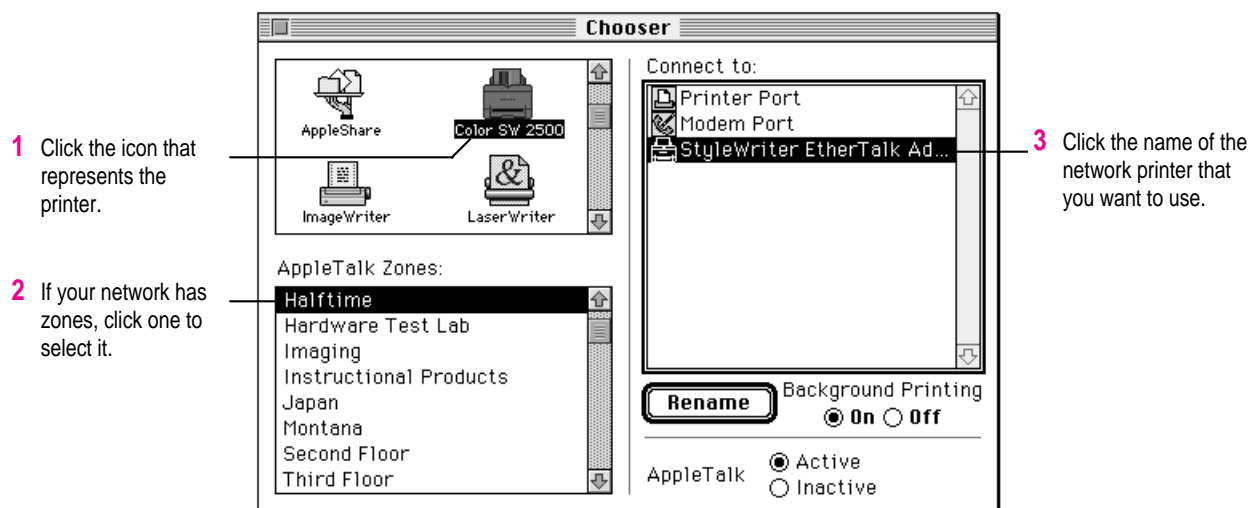 Chooser
AppleShare
Color SW 2500
ImageWriter
LaserWriter
1 Click the icon that
represents the
printer.
AppleTalk Zones:
2 If your network has
zones, click one to
select it.
Halftime
Hardware Test Lab
Imaging
Instructional Products
Japan
Montana
Second Floor
Third Floor
Connect to:
Printer Port
Modem Port
StyleWriter EtherTalk Ad...
3 Click the name of the
network printer that
you want to use.
Rename
Background Printing
On Off
AppleTalk
Active
Inactive